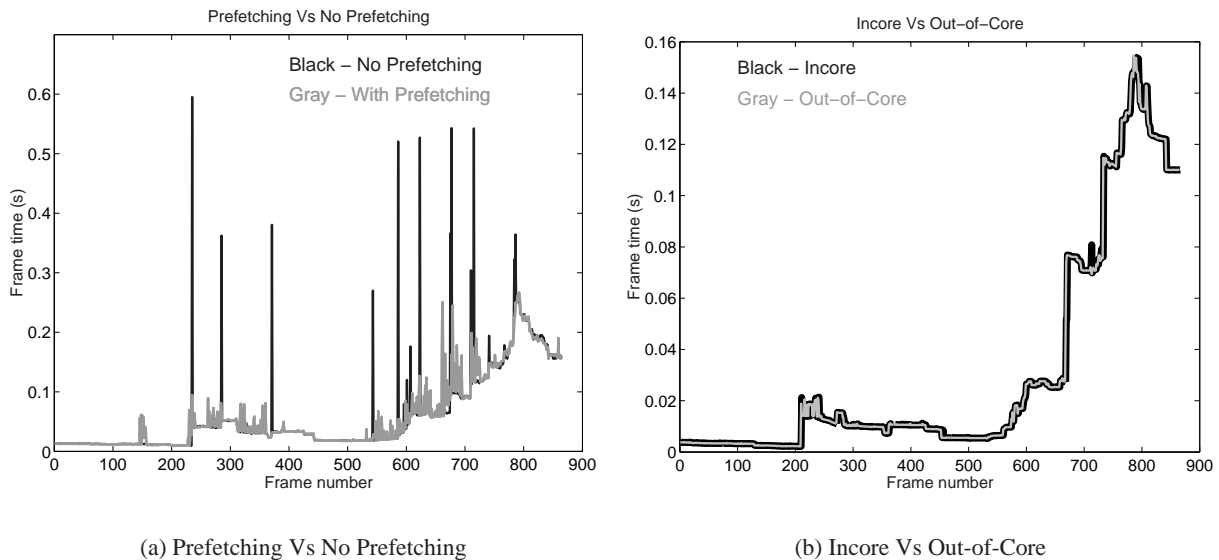 Prefetching Vs No Prefetching
Black – No Prefetching
Gray – With Prefetching
0.6
0.5
0.4
0.3
0.2
0.1
0
Frame time (s)
0 100 200 300 400 500 600 700 800 900
Frame number
(a) Prefetching Vs No Prefetching
Incore Vs Out–of–Core
Black – Incore
Gray – Out–of–Core
0.16
0.14
0.12
0.1
0.08
0.06
0.04
0.02
0
Frame time (s)
0 100 200 300 400 500 600 700 800 900
Frame number
(b) Incore Vs Out-of-Core